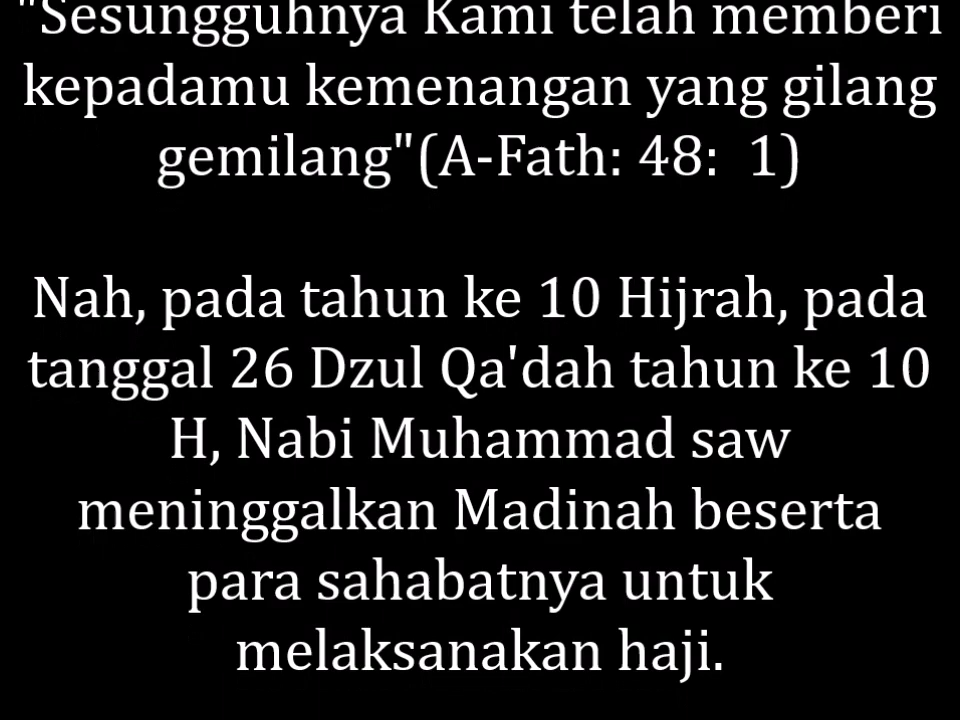 "Sesungguhnya Kami telah memberi
kepadamu kemenangan yang gilang
gemilang"(A-Fath: 48:  1)
Nah, pada tahun ke 10 Hijrah, pada
tanggal 26 Dzul Qa'dah tahun ke 10
H, Nabi Muhammad saw
meninggalkan Madinah beserta
para sahabatnya untuk
melaksanakan haji.